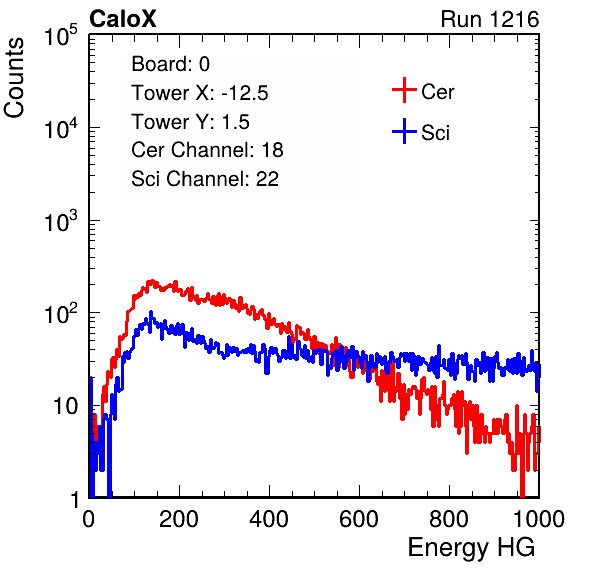 CaloX Run 1216
Board: 0
Tower X: -12.5
Tower Y: 1.5
Cer Channel: 18
Sci Channel: 22
Cer
Sci
Counts
10^5
10^4
10^3
10^2
10
1
0 200 400 600 800 1000
Energy HG